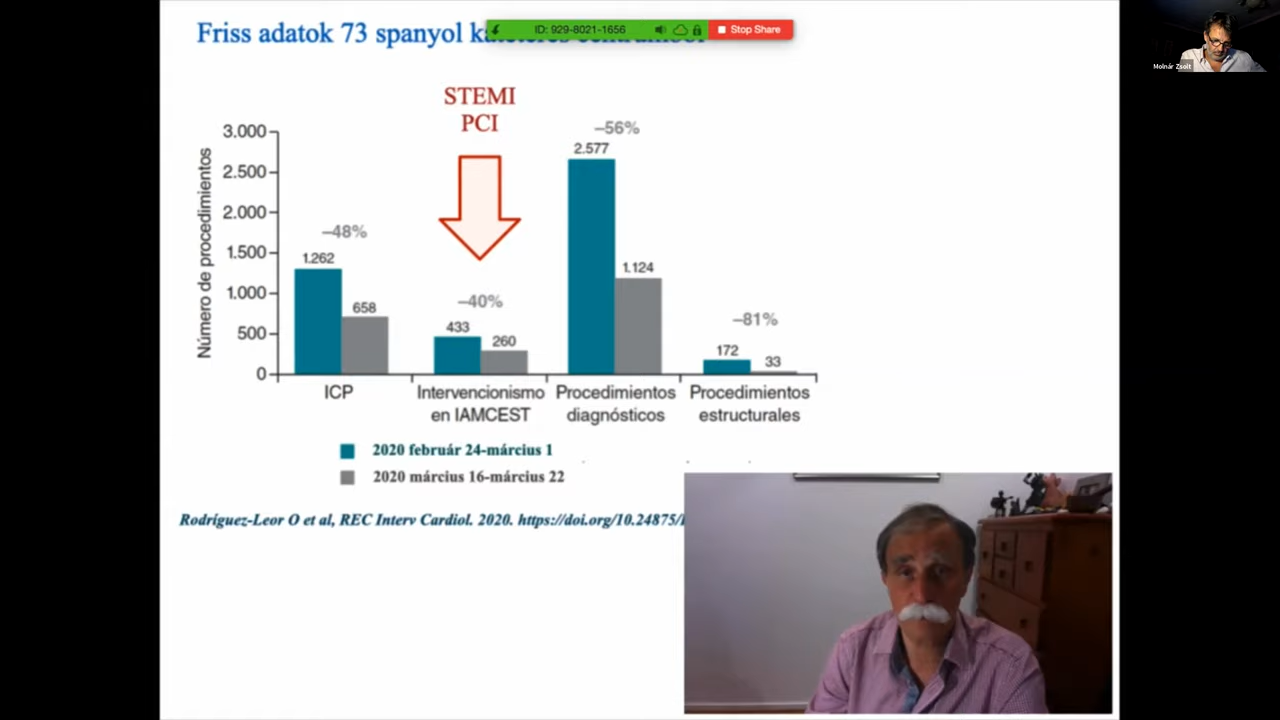 Friss adatok 73 spanyol
ID: 929-8021-1656
Stop Share
Molnár Zsolt
STEMI
PCI
Número de procedimientos
3.000
2.500
2.000
1.500
1.000
500
0
–48%
1.262
658
–40%
433
260
–56%
2.577
1.124
–81%
172
33
ICP
Intervencionismo
en IAMCEST
Procedimientos
diagnósticos
Procedimientos
estructurales
2020 február 24-március 1
2020 március 16-március 22
Rodríguez-Leor O et al, REC Interv Cardiol. 2020. https://doi.org/10.24875/